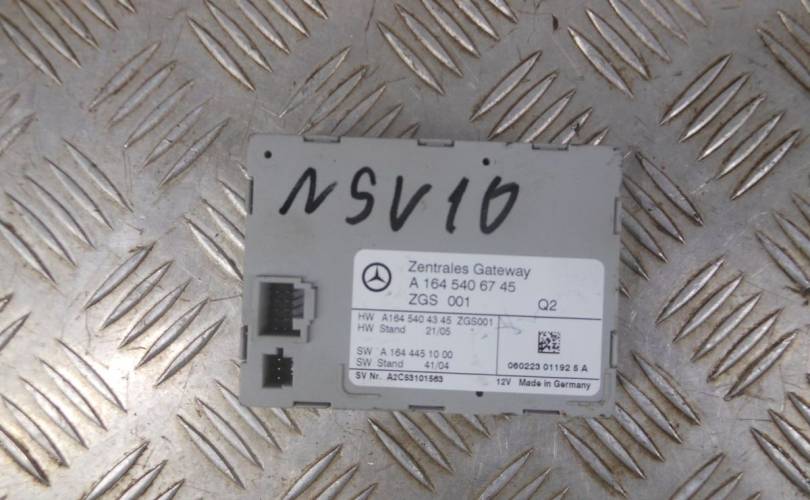 NSV10
Zentrales Gateway
A 164 540 67 45
ZGS 001 Q2
HW A164 540 43 45 ZGS001
HW Stand 21/05
SW A 164 445 10 00
SW Stand 41/04
060223 01192 5 A
SV Nr. A2C53101563 12V Made in Germany